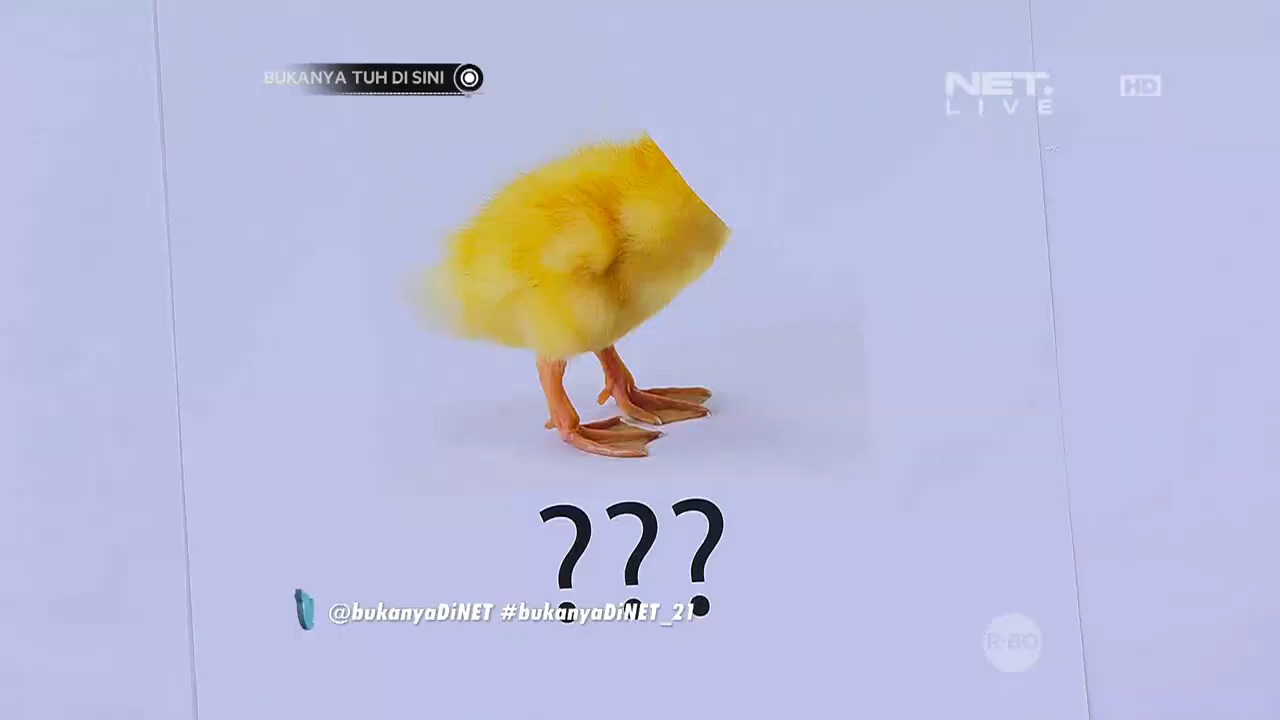 BUKANYA TUH DI SINI
NET.
LIVE
HD
???
@bukanyaDiNET #bukanyaDiNET_21
R-BO